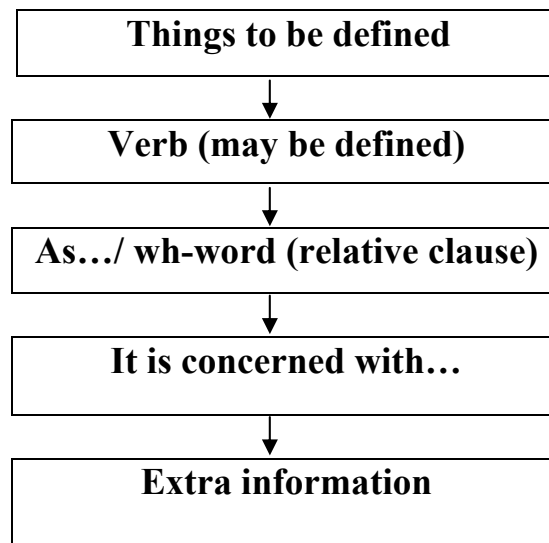 Things to be defined
Verb (may be defined)
As…/ wh-word (relative clause)
It is concerned with…
Extra information